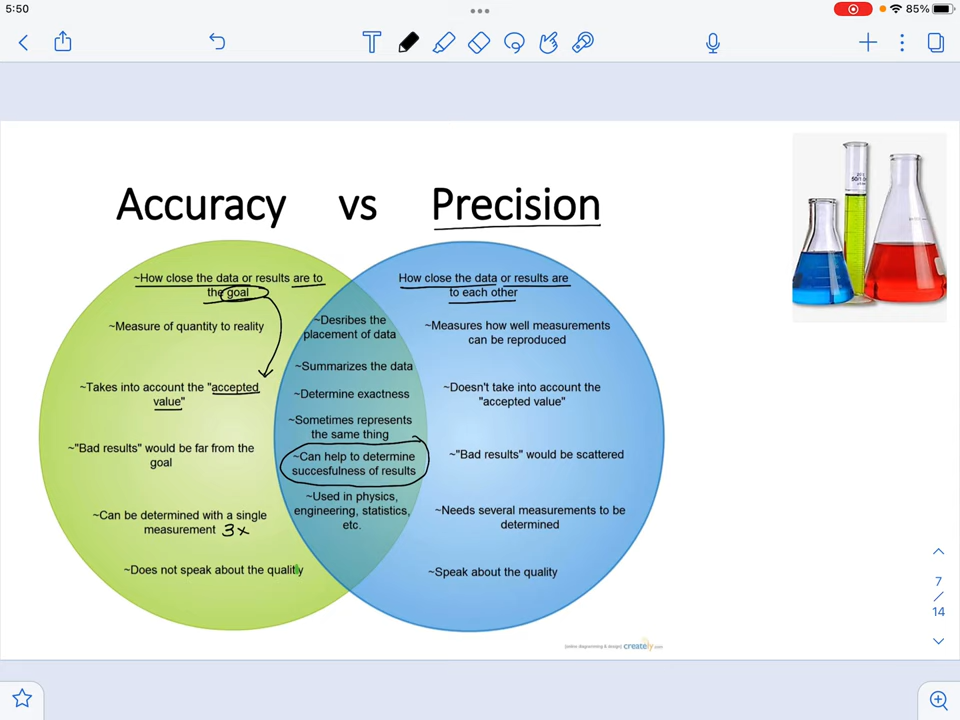 5:50
85%
T
Accuracy vs Precision
~How close the data or results are to
the goal
~Measure of quantity to reality
~Takes into account the "accepted
value"
~"Bad results" would be far from the
goal
~Can be determined with a single
measurement 3x
~Does not speak about the quality
~Desribes the
placement of data
~Summarizes the data
~Determine exactness
~Sometimes represents
the same thing
~Can help to determine
succesfulness of results
~Used in physics,
engineering, statistics,
etc.
How close the data or results are
to each other
~Measures how well measurements
can be reproduced
~Doesn't take into account the
"accepted value"
~"Bad results" would be scattered
~Needs several measurements to be
determined
~Speak about the quality
[online diagramming & design] creately.com
7
/
14